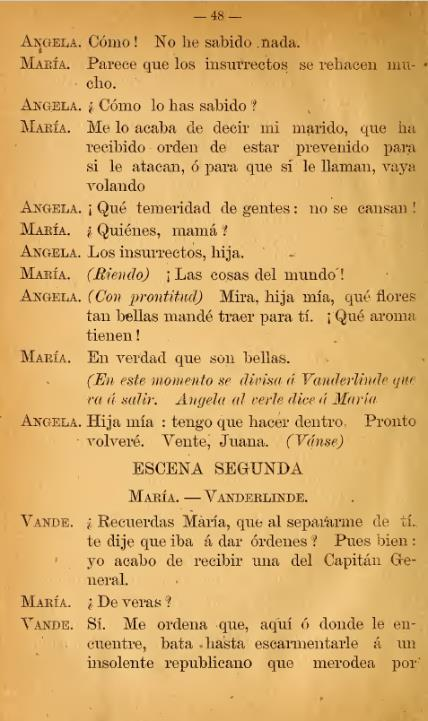 — 48 —
ANGELA. Cómo! No he sabido nada.
MARÍA. Parece que los insurrectos se rehacen mu-
cho.
ANGELA. ¿Cómo lo has sabido?
MARÍA. Me lo acaba de decir mi marido, que ha
recibido orden de estar prevenido para
si le atacan, ó para que si le llaman, vaya
volando
ANGELA. ¡Qué temeridad de gentes: no se cansan!
MARÍA. ¿Quiénes, mamá?
ANGELA. Los insurrectos, hija.
MARÍA. (Riendo) ¡Las cosas del mundo!
ANGELA. (Con prontitud) Mira, hija mía, qué flores
tan bellas mandé traer para tí. ¡Qué aroma
tienen!
MARÍA. En verdad que son bellas.
(En este momento se divisa á Vanderlinde que
va á salir. Angela al verle dice á María
ANGELA. Hija mía: tengo que hacer dentro. Pronto
volveré. Vente, Juana. (Vánse)
ESCENA SEGUNDA
MARÍA. — VANDERLINDE.
VANDE. ¿Recuerdas María, que al separarme de tí.
te dije que iba á dar órdenes? Pues bien:
yo acabo de recibir una del Capitán Ge-
neral.
MARÍA. ¿De veras?
VANDE. Sí. Me ordena que, aquí ó donde le en-
cuentre, bata hasta escarmentarle á un
insolente republicano que merodea por